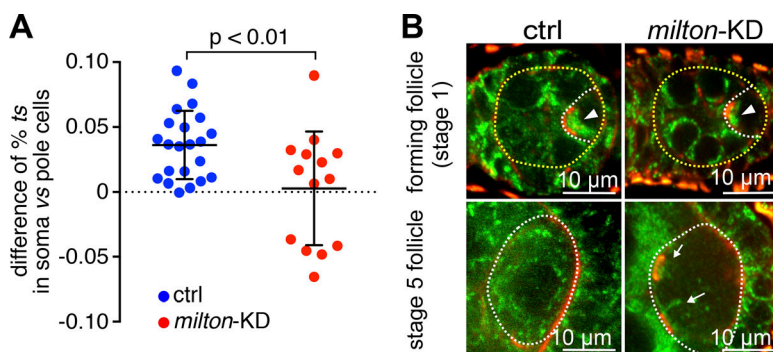 A
p < 0.01
difference of % ts
in soma vs pole cells
0.10
0.05
0
-0.05
-0.10
ctrl
milton-KD
B
ctrl
milton-KD
forming follicle
(stage 1)
stage 5 follicle
10 µm
10 µm
10 µm
10 µm